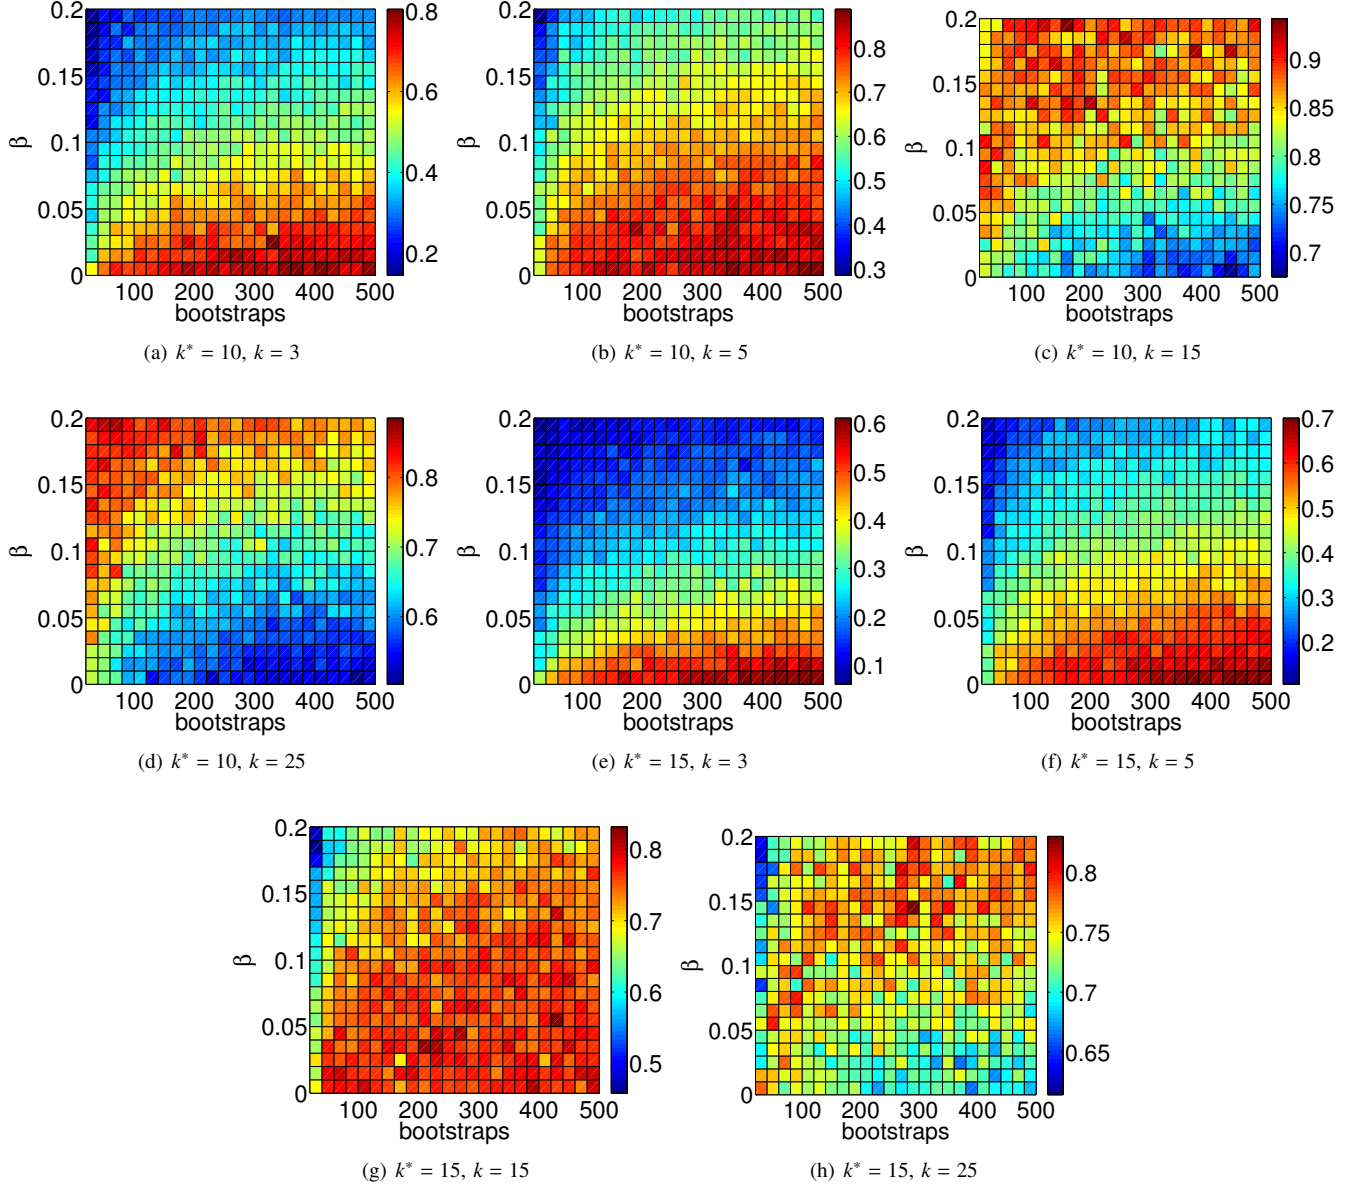 0.2
0.15
0.1
0.05
0
β
100 200 300 400 500
bootstraps
0.8
0.6
0.4
0.2
(a) k* = 10, k = 3
0.2
0.15
0.1
0.05
0
β
100 200 300 400 500
bootstraps
0.8
0.7
0.6
0.5
0.4
0.3
(b) k* = 10, k = 5
0.2
0.15
0.1
0.05
0
β
100 200 300 400 500
bootstraps
0.9
0.85
0.8
0.75
0.7
(c) k* = 10, k = 15
0.2
0.15
0.1
0.05
0
β
100 200 300 400 500
bootstraps
0.8
0.7
0.6
(d) k* = 10, k = 25
0.2
0.15
0.1
0.05
0
β
100 200 300 400 500
bootstraps
0.6
0.5
0.4
0.3
0.2
0.1
(e) k* = 15, k = 3
0.2
0.15
0.1
0.05
0
β
100 200 300 400 500
bootstraps
0.7
0.6
0.5
0.4
0.3
0.2
(f) k* = 15, k = 5
0.2
0.15
0.1
0.05
0
β
100 200 300 400 500
bootstraps
0.8
0.7
0.6
0.5
(g) k* = 15, k = 15
0.2
0.15
0.1
0.05
0
β
100 200 300 400 500
bootstraps
0.8
0.75
0.7
0.65
(h) k* = 15, k = 25